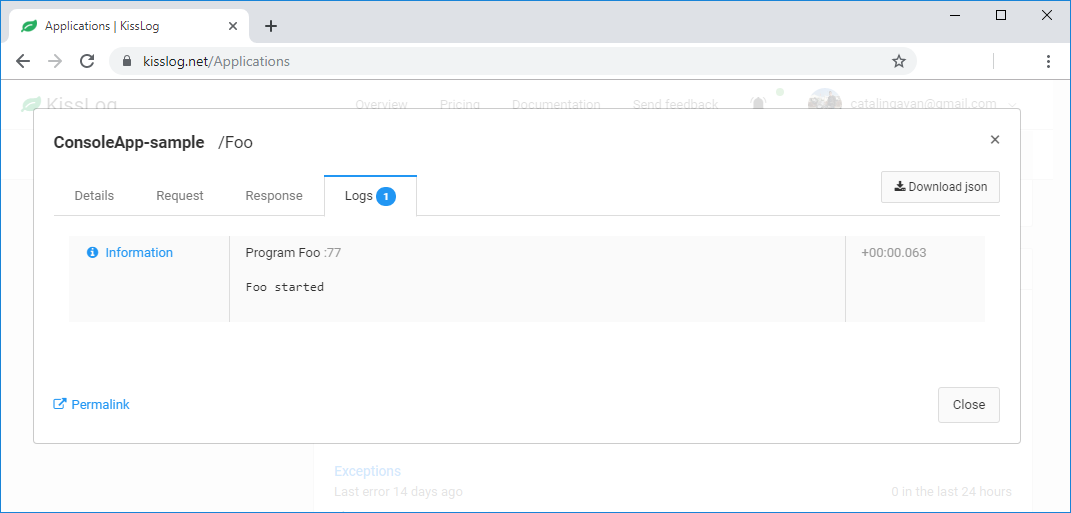 Applications | KissLog
kisslog.net/Applications
KissLog Overview Pricing Documentation Send feedback catalingavan@gmail.com
ConsoleApp-sample /Foo ×
Details Request Response Logs 1 Download json
Information Program Foo :77 +00:00.063
Foo started
Permalink Close
Exceptions
Last error 14 days ago 0 in the last 24 hours